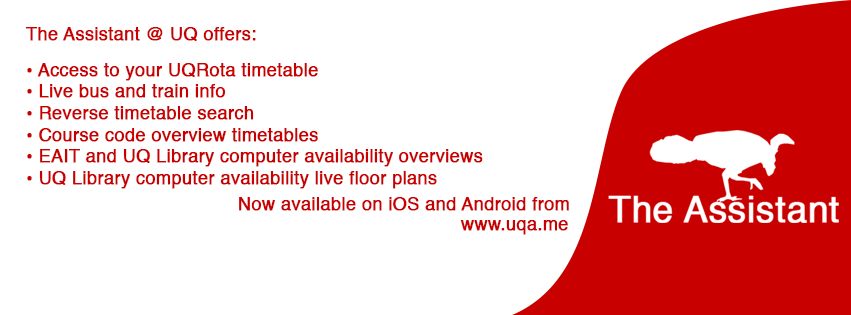 The Assistant @ UQ offers:
• Access to your UQRota timetable
• Live bus and train info
• Reverse timetable search
• Course code overview timetables
• EAIT and UQ Library computer availability overviews
• UQ Library computer availability live floor plans
Now available on iOS and Android from
www.uqa.me
The Assistant